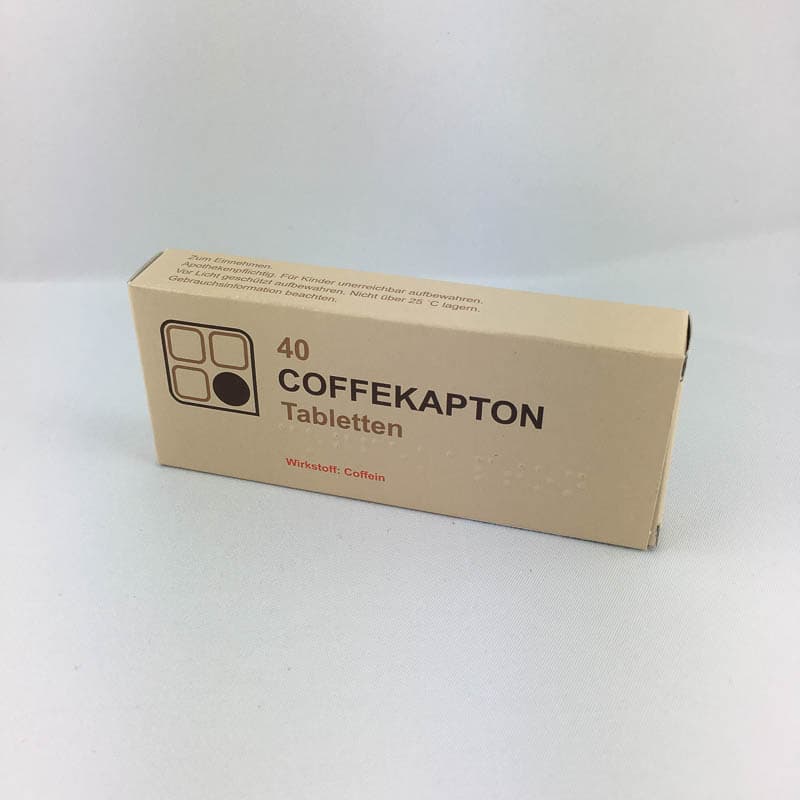 Zum Einnehmen.
Apothekenpflichtig. Für Kinder unerreichbar aufbewahren.
Vor Licht geschützt aufbewahren. Nicht über 25 °C lagern.
Gebrauchsinformation beachten.
40
COFFEKAPTON
Tabletten
Wirkstoff: Coffein